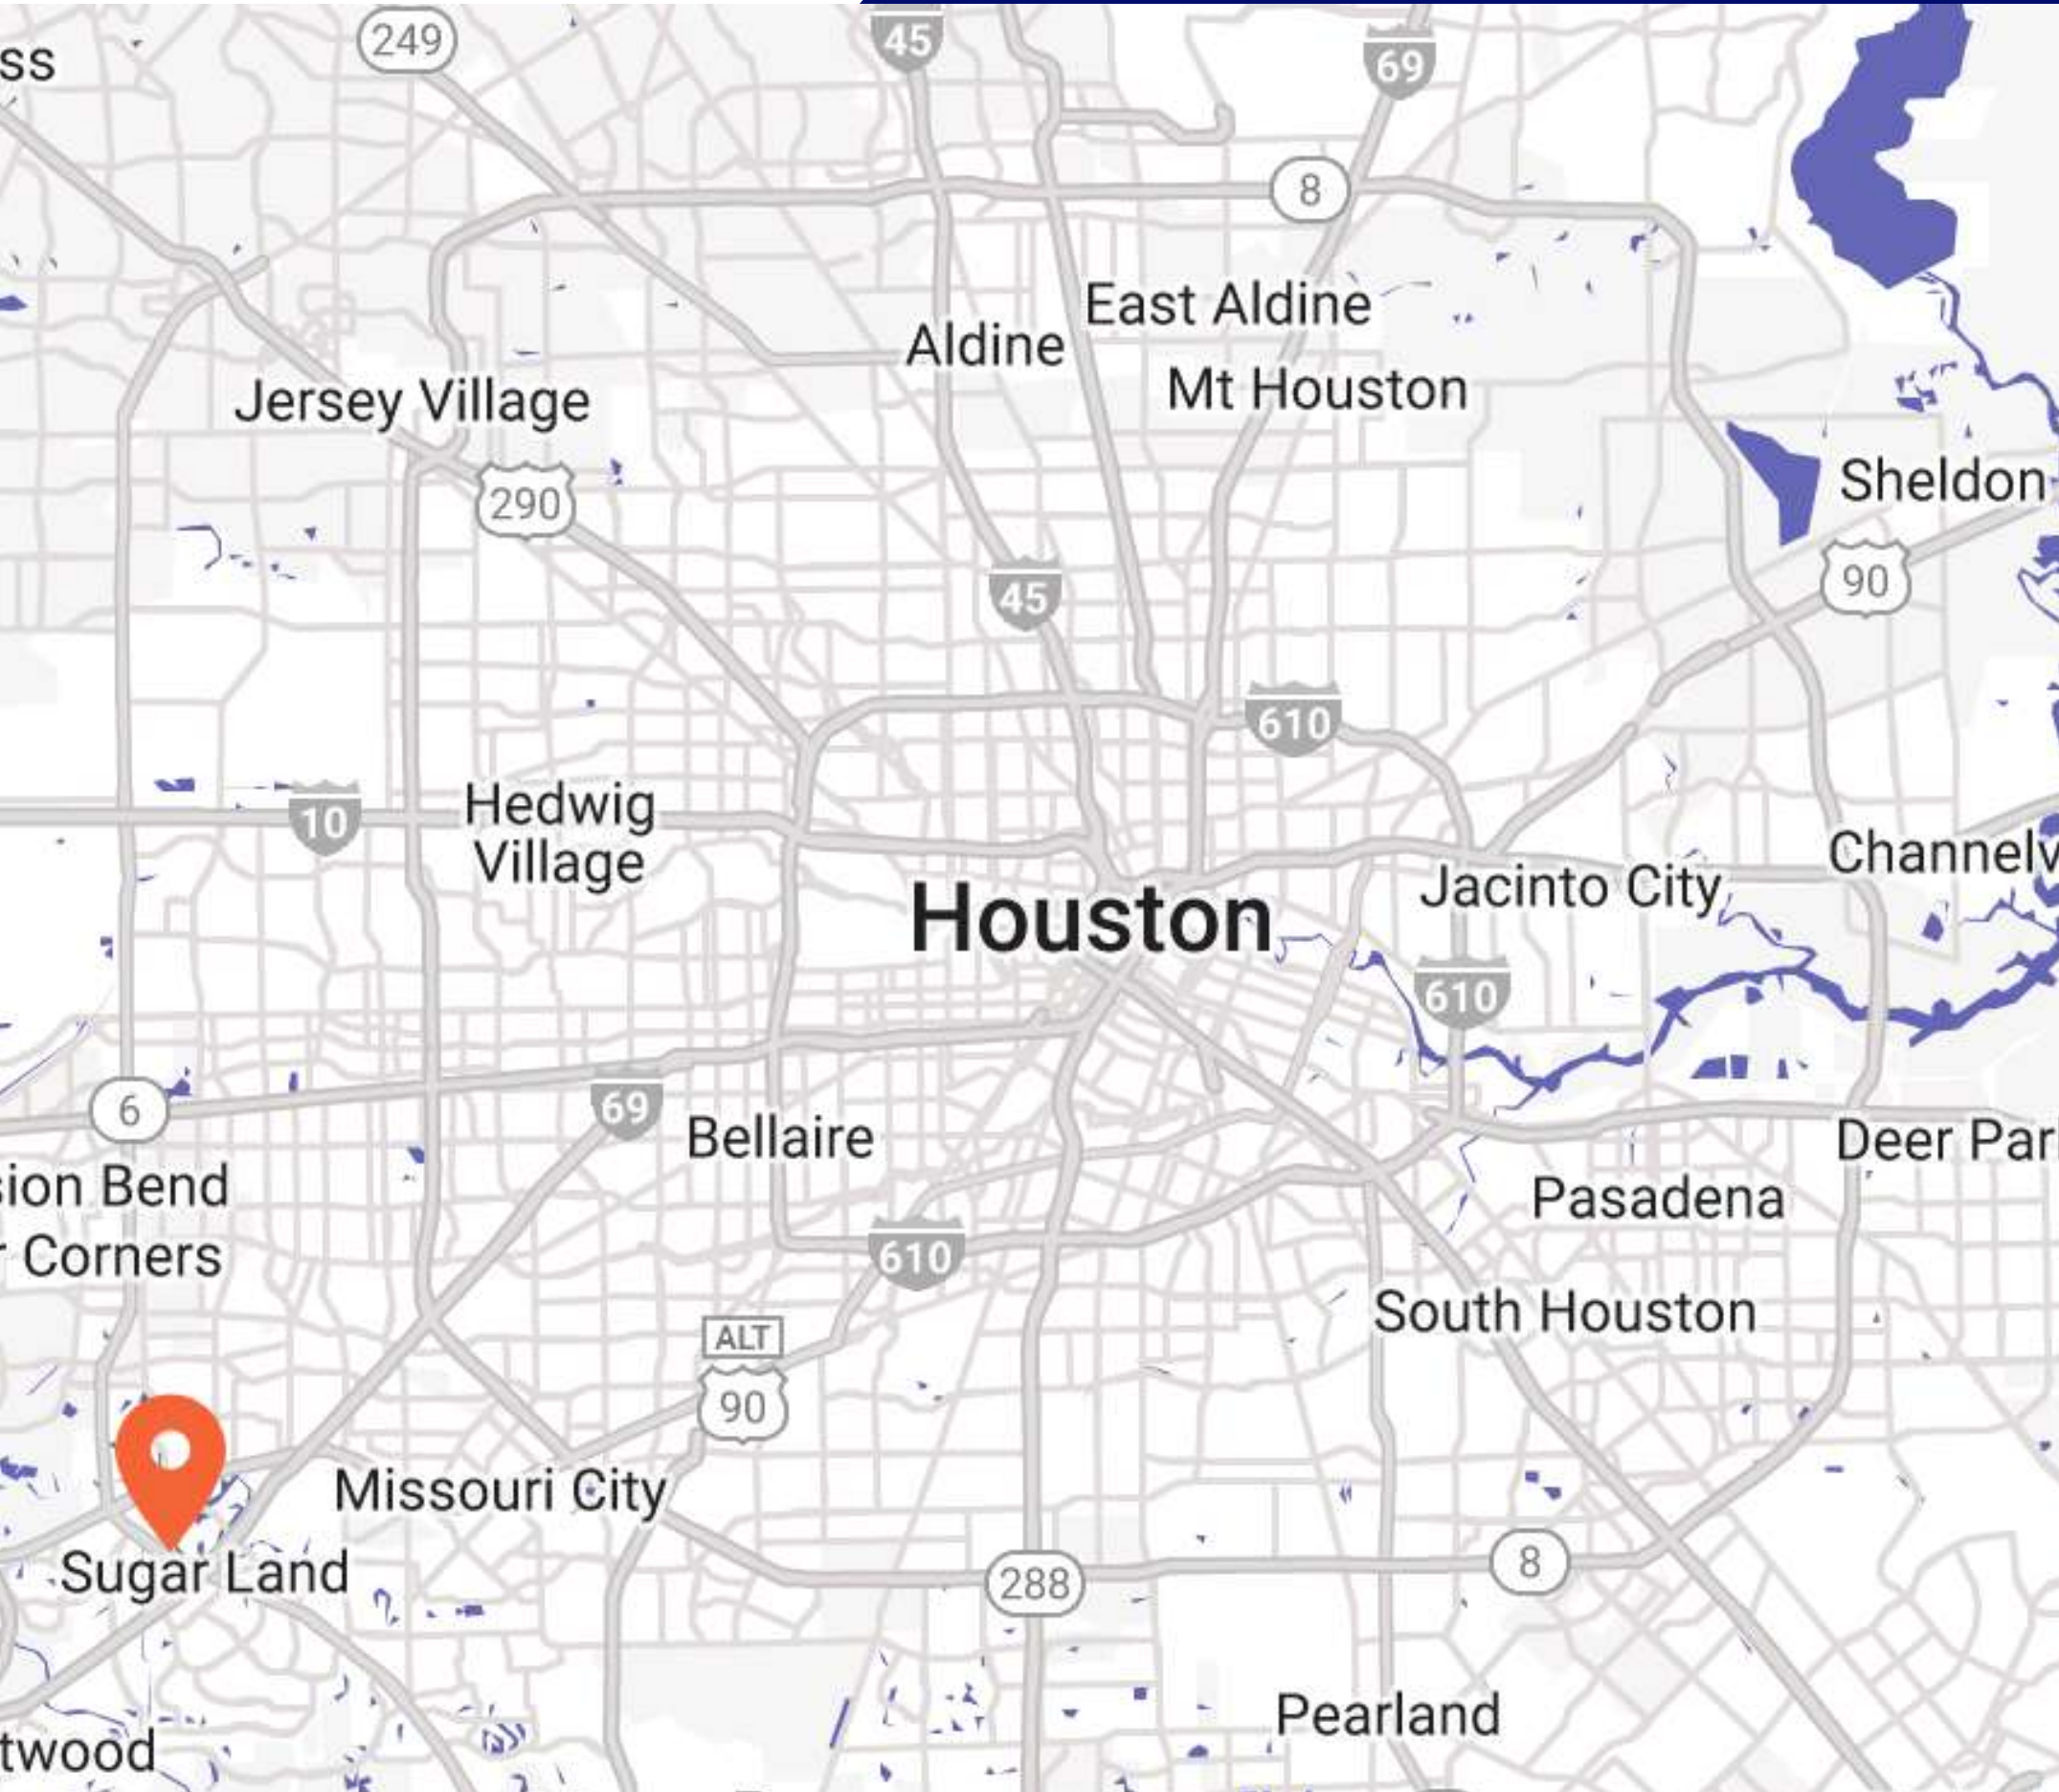 249
45
69
ss
8
East Aldine
Aldine
Mt Houston
Jersey Village
290
Sheldon
90
45
610
10
Hedwig
Village
Channelv
Jacinto City
Houston
610
6
69
Bellaire
Deer Par
sion Bend
Pasadena
r Corners
610
South Houston
ALT
90
Missouri City
Sugar Land
288
8
Pearland
twood